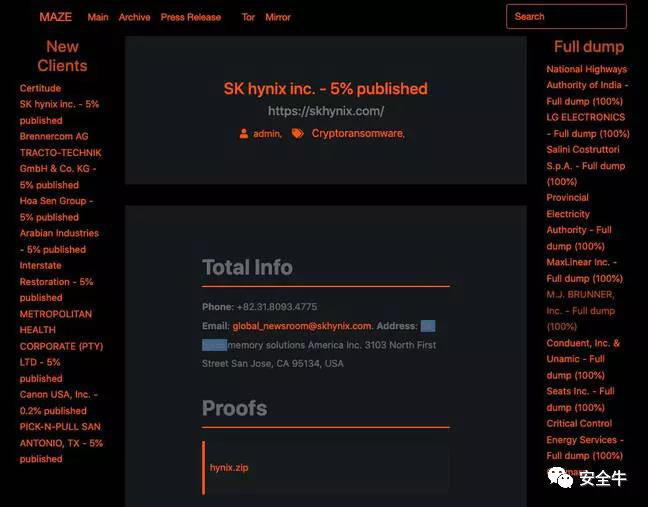 MAZE Main Archive Press Release Tor Mirror Search
New
Clients
Certitude
SK hynix inc. - 5%
published
Brennercom AG
TRACTO-TECHNIK
GmbH & Co. KG -
5% published
Hoa Sen Group -
5% published
Arabian Industries
- 5% published
Interstate
Restoration - 5%
published
METROPOLITAN
HEALTH
CORPORATE (PTY)
LTD - 5%
published
Canon USA, Inc. -
0.2% published
PICK-N-PULL SAN
ANTONIO, TX - 5%
published
SK hynix inc. - 5% published
https://skhynix.com/
admin, Cryptoransomware,
Total Info
Phone: +82.31.8093.4775
Email: global_newsroom@skhynix.com. Address:
memory solutions America Inc. 3103 North First
Street San Jose, CA 95134, USA
Proofs
hynix.zip
Full dump
National Highways
Authority of India -
Full dump (100%)
LG ELECTRONICS
- Full dump (100%)
Salini Costruttori
S.p.A. - Full dump
(100%)
Provincial
Electricity
Authority - Full
dump (100%)
MaxLinear Inc. -
Full dump (100%)
M.J. BRUNNER,
Inc. - Full dump
(100%)
Conduent, Inc. &
Unamic - Full
dump (100%)
Seats Inc. - Full
dump (100%)
Critical Control
Energy Services -
Full dump (100%)
安全牛